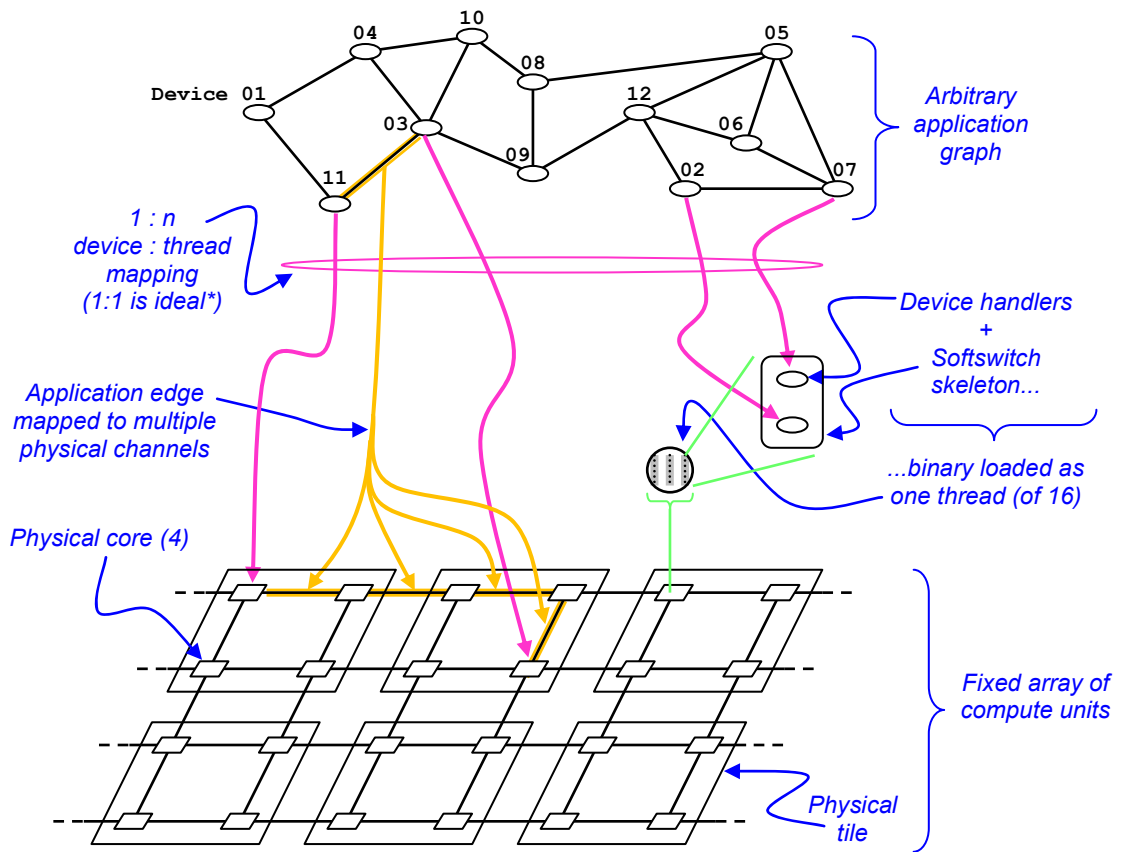 10
04
05
08
Device 01
12
03
06
09
11
02
07
Arbitrary
application
graph
1 : n
device : thread
mapping
(1:1 is ideal*)
Device handlers
+
Softswitch
skeleton...
Application edge
mapped to multiple
physical channels
...binary loaded as
one thread (of 16)
Physical core (4)
Fixed array of
compute units
Physical
tile